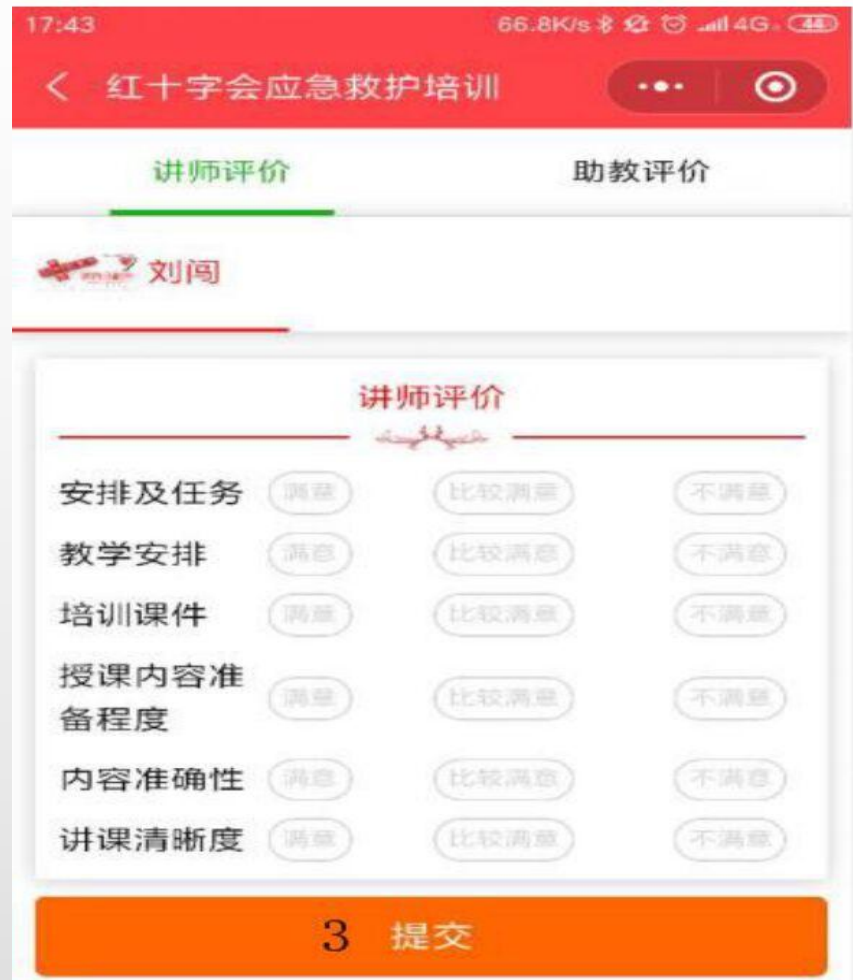 17:43 66.8K/s 4G 44
红十字会应急救护培训
讲师评价 助教评价
刘闯
讲师评价
安排及任务 满意 比较满意 不满意
教学安排 满意 比较满意 不满意
培训课件 满意 比较满意 不满意
授课内容准
备程度 满意 比较满意 不满意
内容准确性 满意 比较满意 不满意
讲课清晰度 满意 比较满意 不满意
3 提交